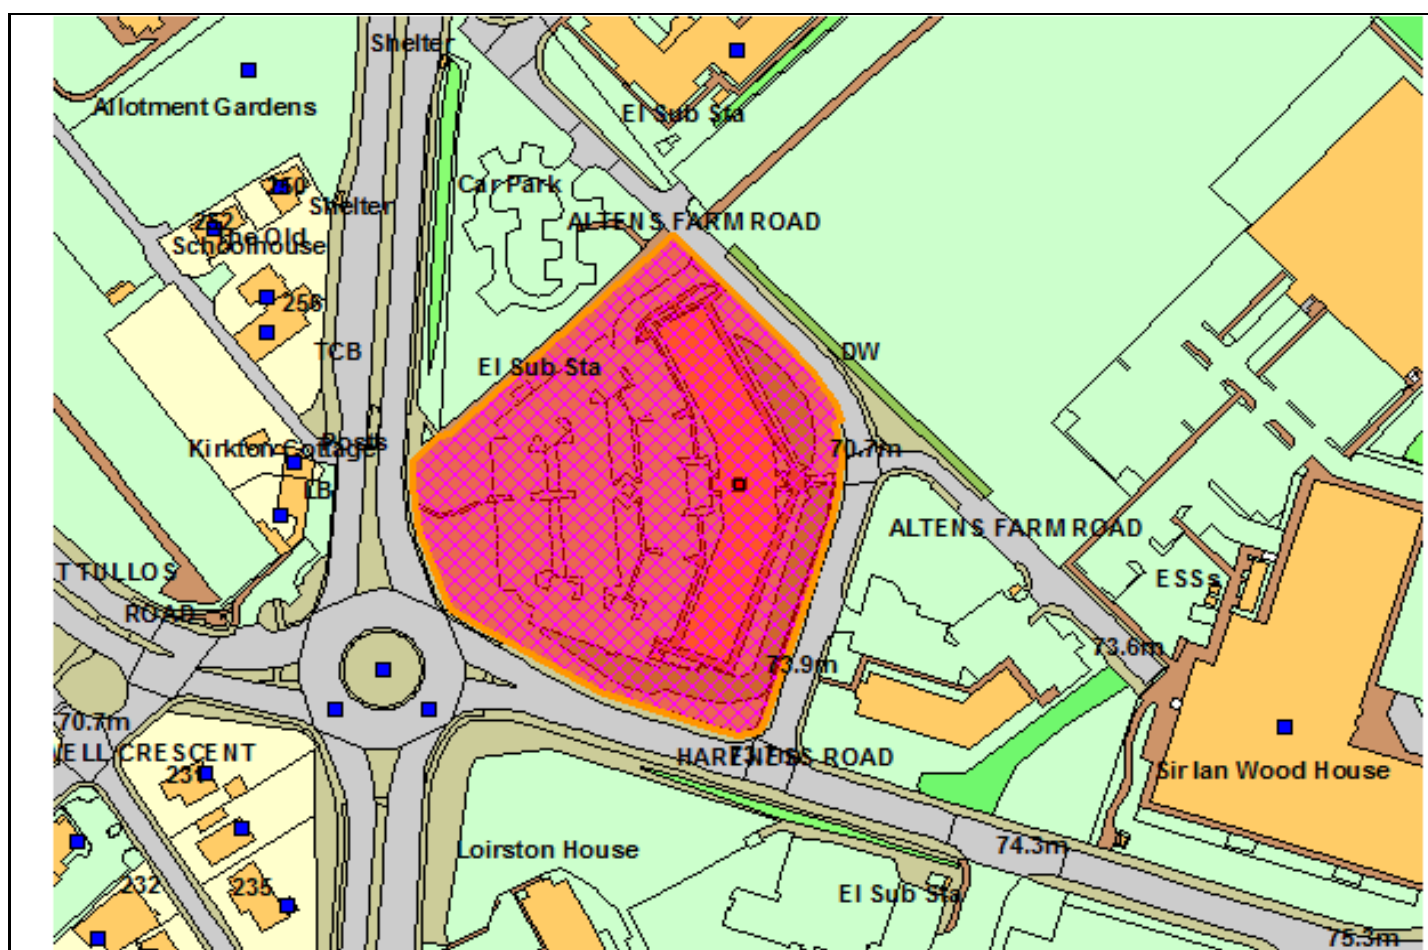 Shelter
Allotment Gardens
El Sub Sta
Car Park
250
Shelter
ALTENS FARM ROAD
252
The Old
Schoolhouse
256
TCB
DW
El Sub Sta
Posts
Kirkton Cottage
70.7m
LB
ALTENS FARM ROAD
T TULLOS
ESSs
ROAD
73.6m
73.9m
70.7m
ELL CRESCENT
HARENESS ROAD
231
Sir Ian Wood House
74.3m
Loirston House
232
235
El Sub Sta
75.3m